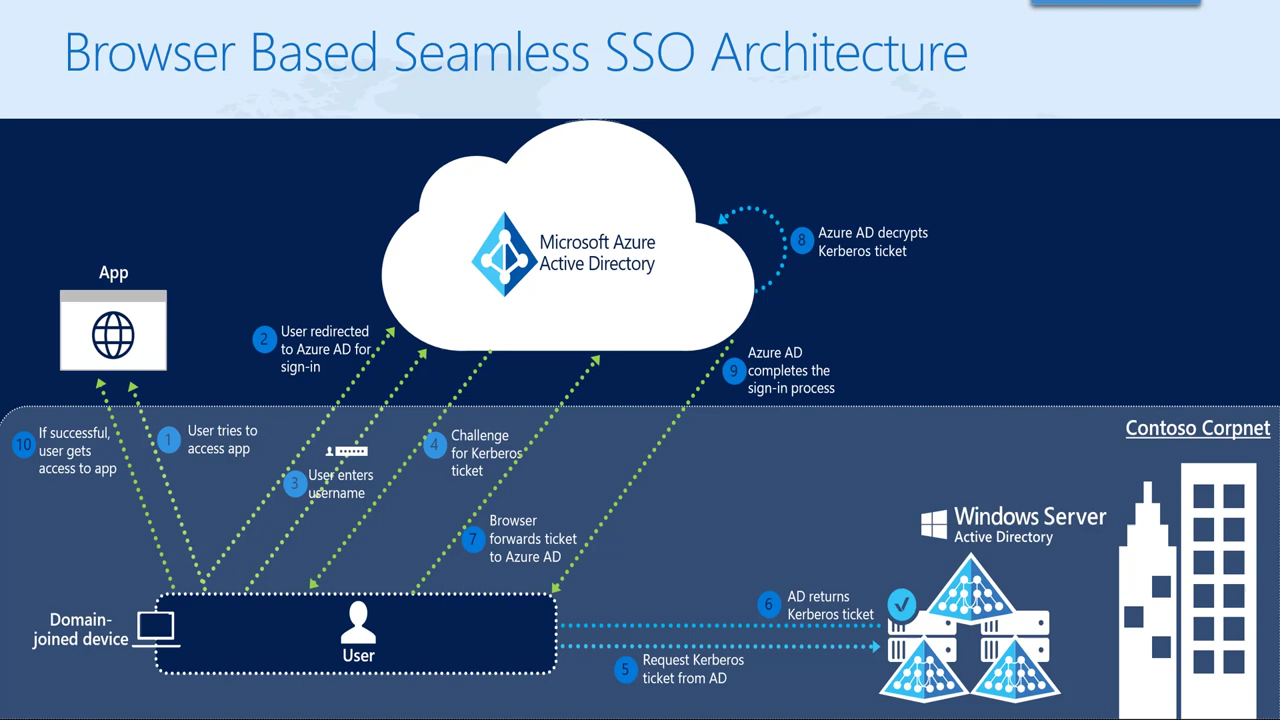 Browser Based Seamless SSO Architecture
Microsoft Azure
Active Directory
8
Azure AD decrypts
Kerberos ticket
App
2
User redirected
to Azure AD for
sign-in
9
Azure AD
completes the
sign-in process
10
If successful,
user gets
access to app
1
User tries to
access app
3
User enters
username
4
Challenge
for Kerberos
ticket
Contoso Corpnet
7
Browser
forwards ticket
to Azure AD
Windows Server
Active Directory
6
AD returns
Kerberos ticket
Domain-
joined device
User
5
Request Kerberos
ticket from AD